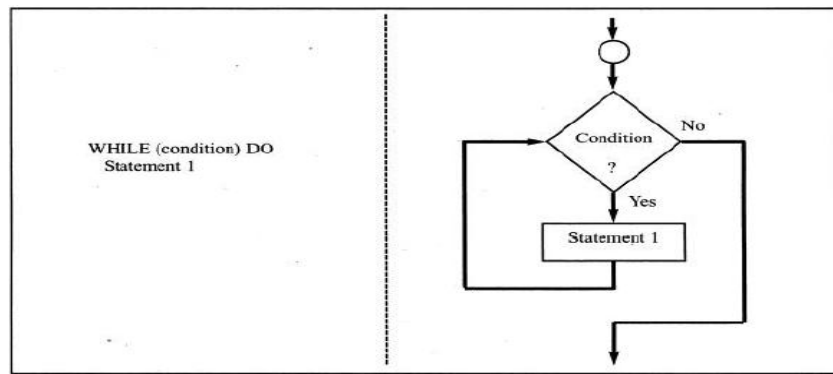 WHILE (condition) DO
Statement 1
Condition
?
No
Yes
Statement 1